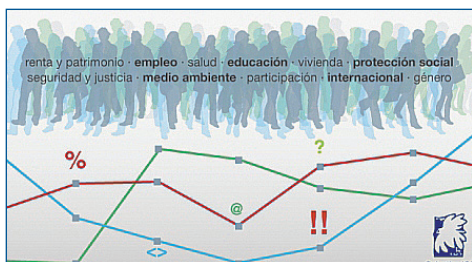 renta y patrimonio · empleo · salud · educación · vivienda · protección social
seguridad y justicia · medio ambiente · participación · internacional · género
%
?
@
!!
<>